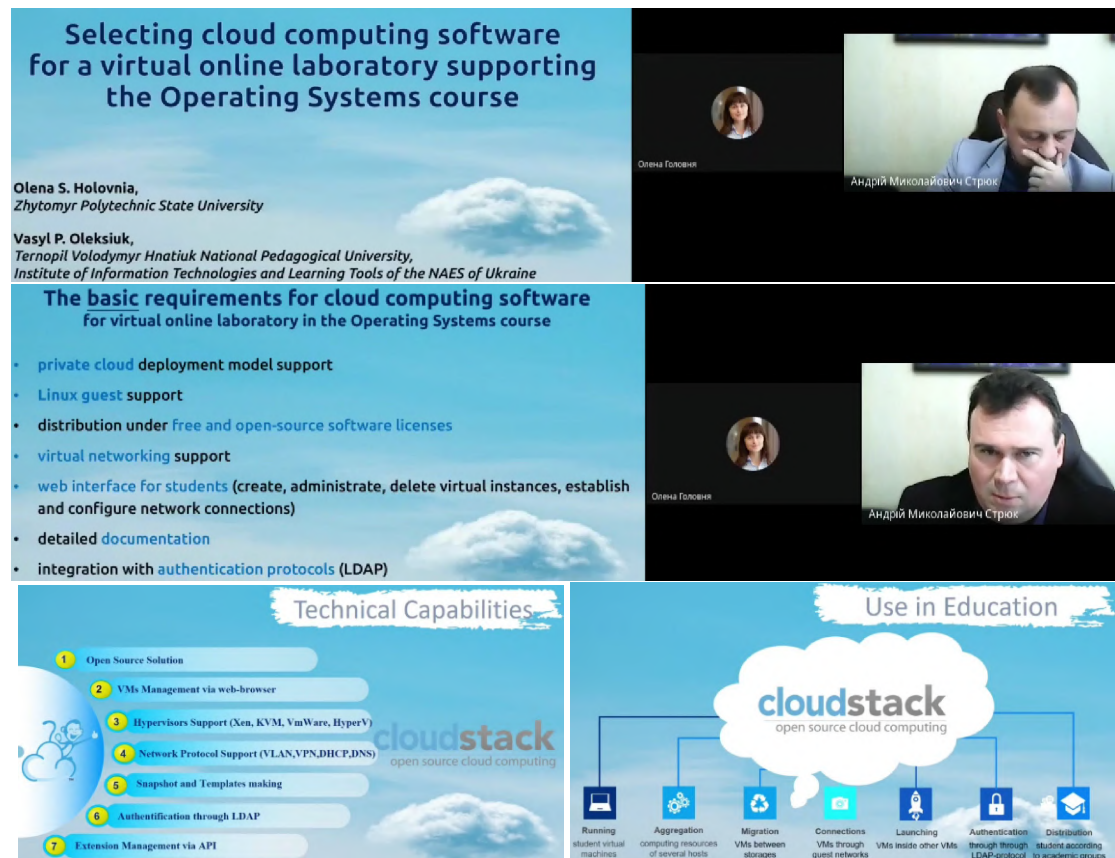 Selecting cloud computing software
for a virtual online laboratory supporting
the Operating Systems course
Olena S. Holovnia,
Zhytomyr Polytechnic State University
Vasyl P. Oleksiuk,
Ternopil Volodymyr Hnatiuk National Pedagogical University,
Institute of Information Technologies and Learning Tools of the NAES of Ukraine
Олена Головня
Андрій Миколайович Стрюк
The basic requirements for cloud computing software
for virtual online laboratory in the Operating Systems course
• private cloud deployment model support
• Linux guest support
• distribution under free and open-source software licenses
• virtual networking support
• web interface for students (create, administrate, delete virtual instances, establish
and configure network connections)
• detailed documentation
• integration with authentication protocols (LDAP)
Олена Головня
Андрій Миколайович Стрюк
Technical Capabilities
1 Open Source Solution
2 VMs Management via web-browser
3 Hypervisors Support (Xen, KVM, VmWare, HyperV)
4 Network Protocol Support (VLAN,VPN,DHCP,DNS)
5 Snapshot and Templates making
6 Authentification through LDAP
7 Extension Management via API
cloudstack
open source cloud computing
Use in Education
cloudstack
open source cloud computing
Running
student virtual
machines
Aggregation
computing resources
of several hosts
Migration
VMs between
storages
Connections
VMs through
guest networks
Launching
VMs inside other VMs
Authentication
through through
LDAP-protocol
Distribution
student according
to academic groups